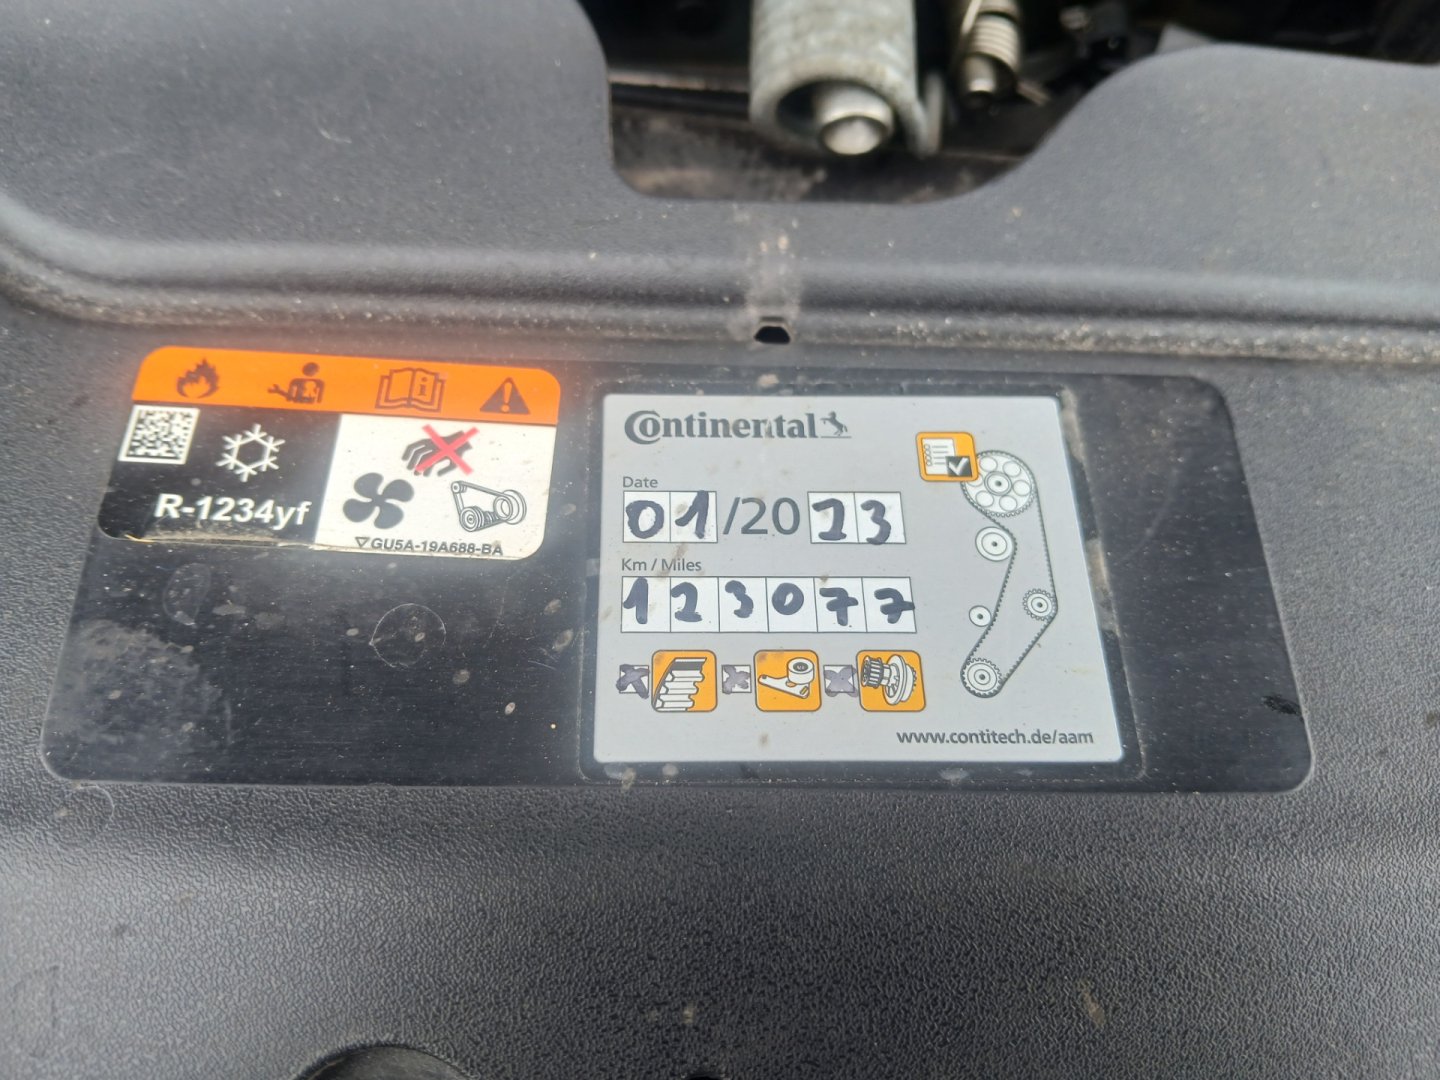 R-1234yf
GU5A-19A688-BA
Continental
Date
01/2023
Km / Miles
123077
www.contitech.de/aam